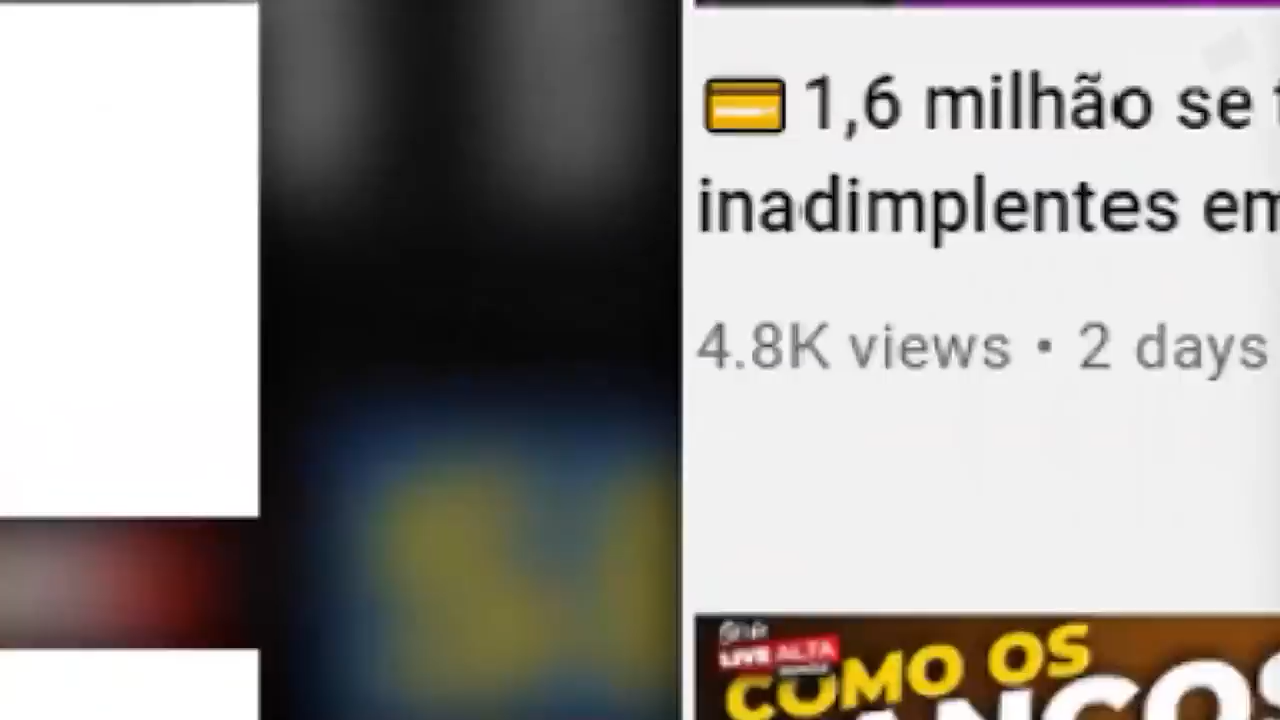 1,6 milhão se
inadimplentes em
4.8K views • 2 days
LIVE ALTA
COMO OS